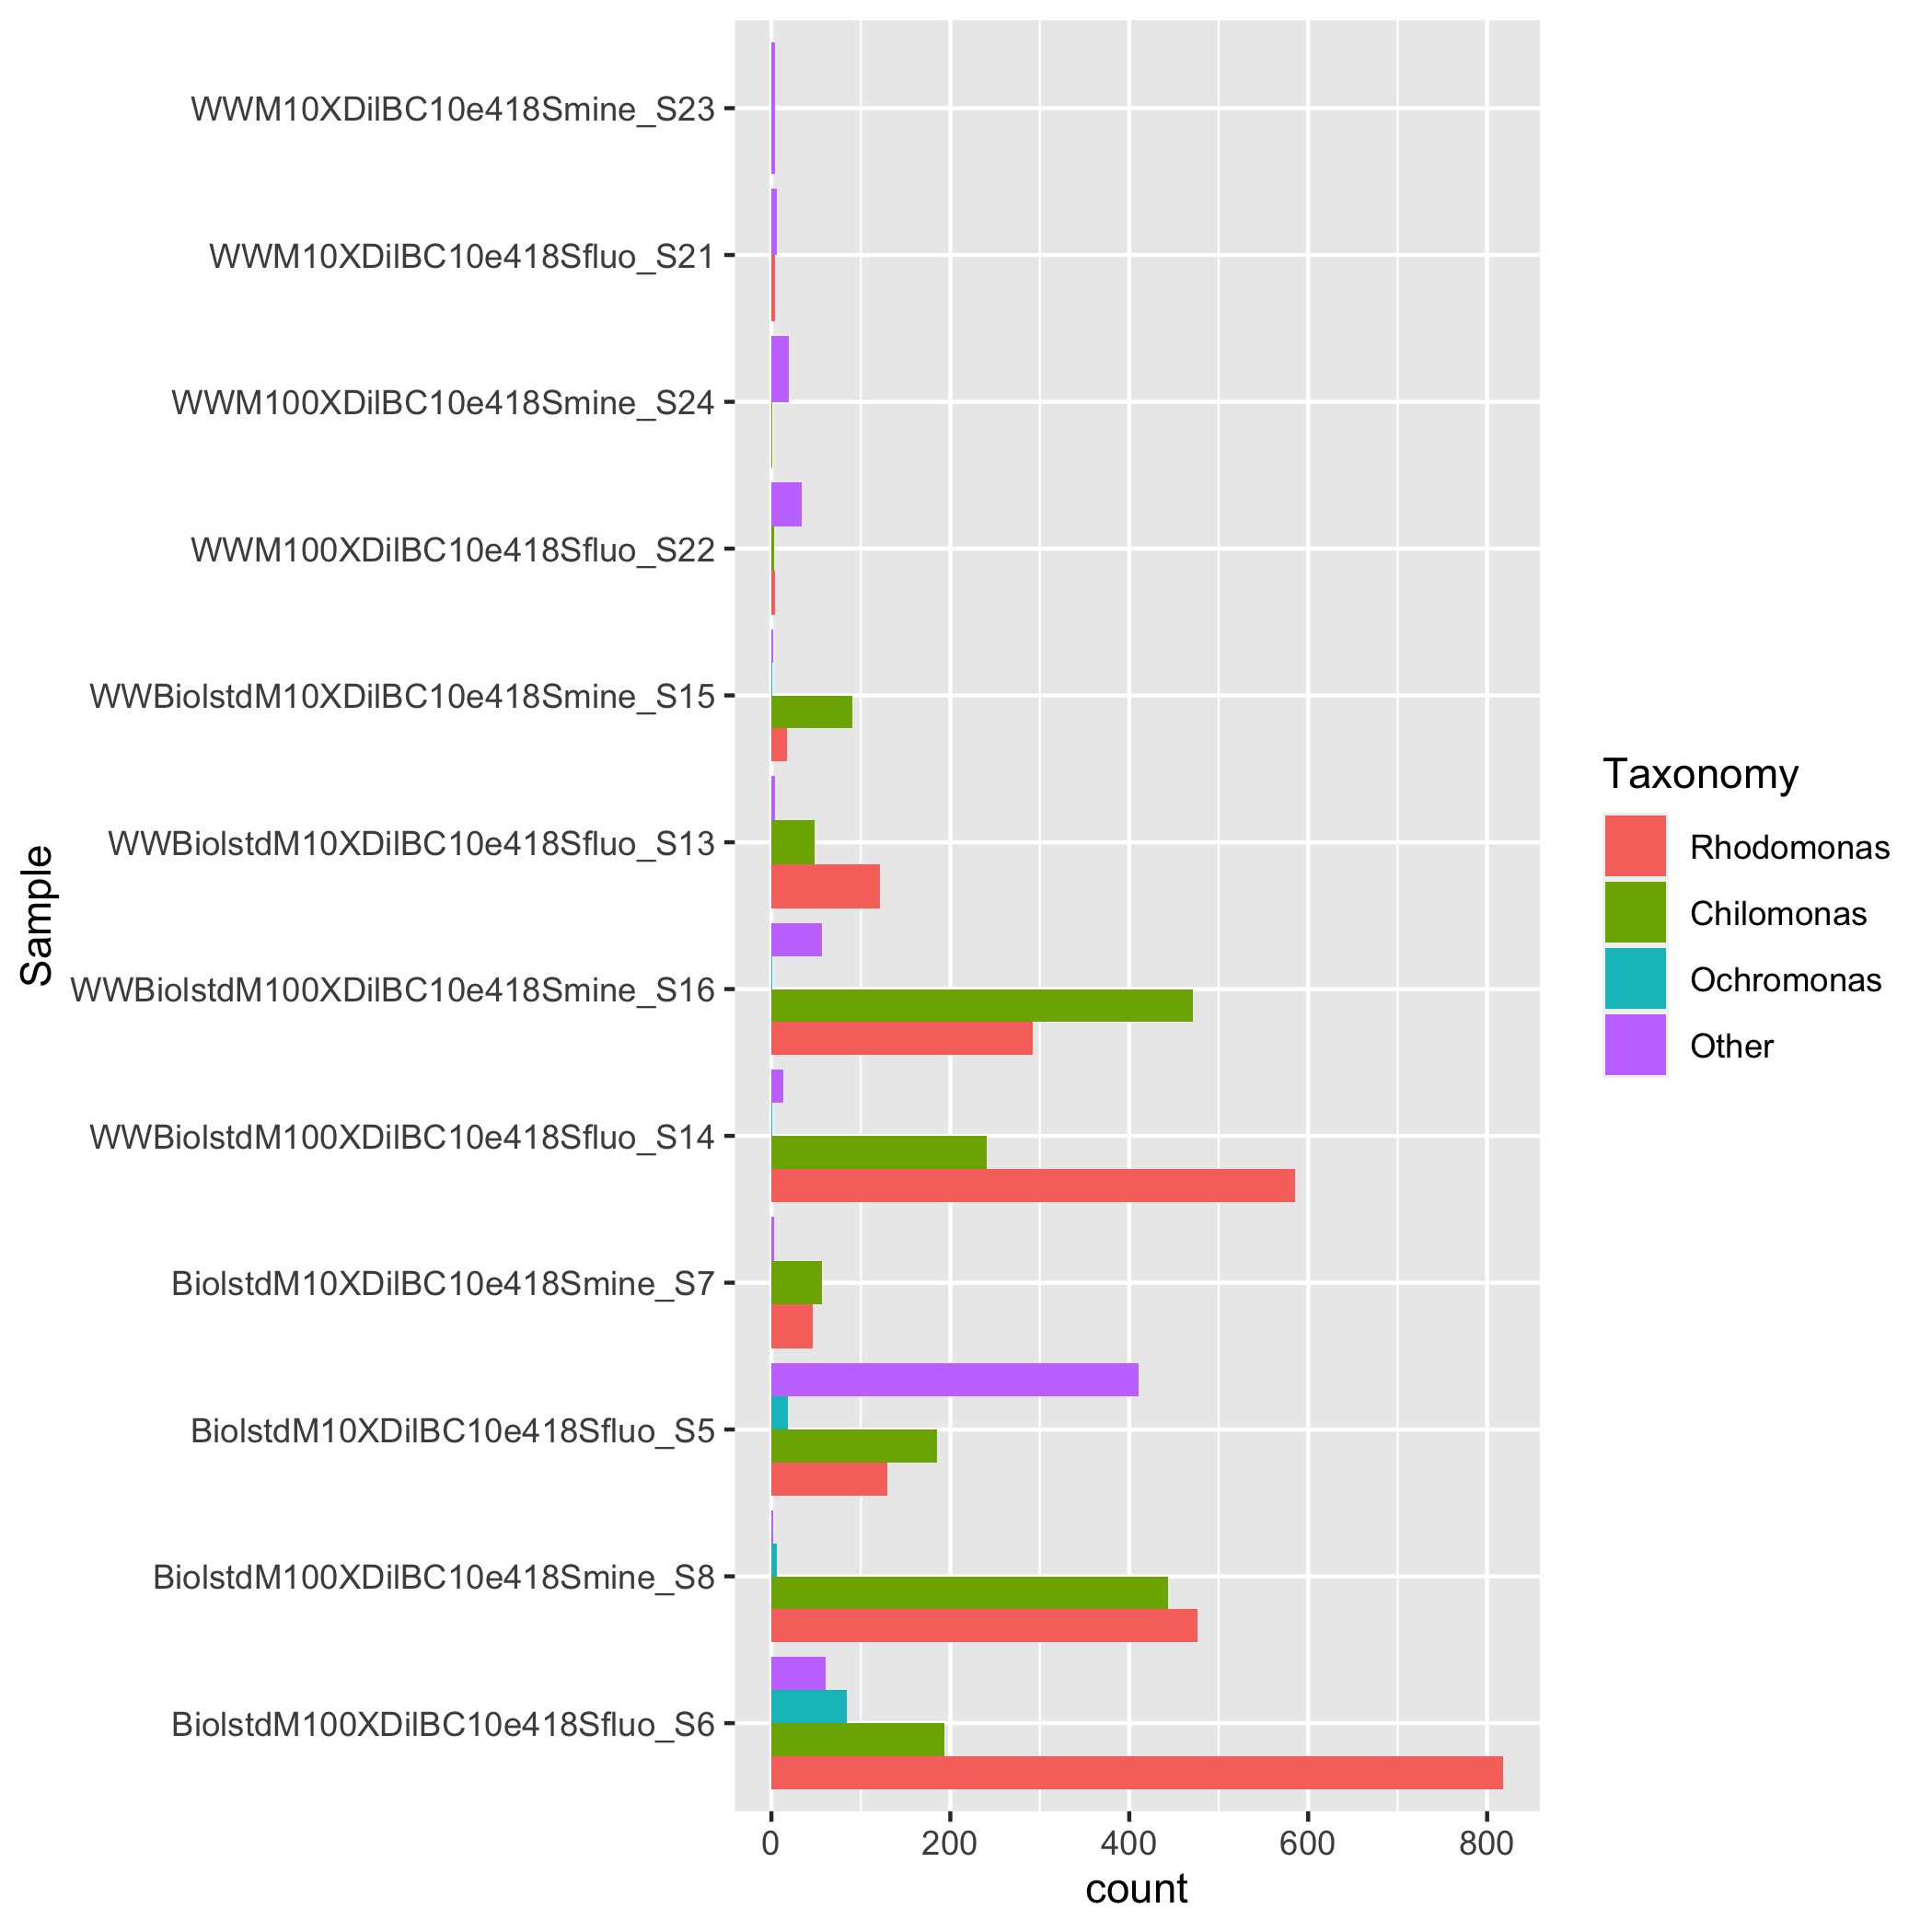 WWM10XDilBC10e418Smine_S23
WWM10XDilBC10e418Sfluo_S21
WWM100XDilBC10e418Smine_S24
WWM100XDilBC10e418Sfluo_S22
WWBiolstdM10XDilBC10e418Smine_S15
WWBiolstdM10XDilBC10e418Sfluo_S13
WWBiolstdM100XDilBC10e418Smine_S16
WWBiolstdM100XDilBC10e418Sfluo_S14
BiolstdM10XDilBC10e418Smine_S7
BiolstdM10XDilBC10e418Sfluo_S5
BiolstdM100XDilBC10e418Smine_S8
BiolstdM100XDilBC10e418Sfluo_S6
Sample
0 200 400 600 800
count
Taxonomy
Rhodomonas
Chilomonas
Ochromonas
Other